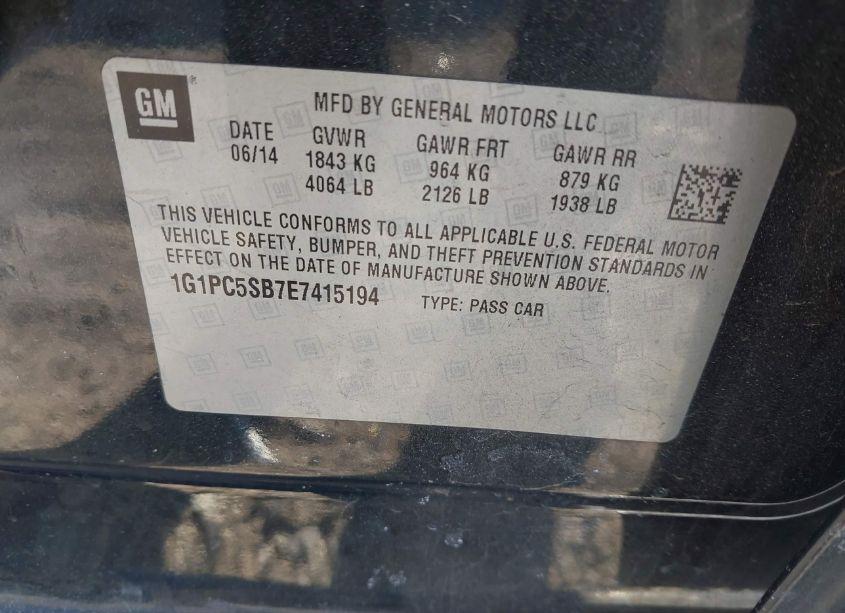 GM
MFD BY GENERAL MOTORS LLC
DATE GVWR GAWR FRT GAWR RR
06/14 1843 KG 964 KG 879 KG
4064 LB 2126 LB 1938 LB
THIS VEHICLE CONFORMS TO ALL APPLICABLE U.S. FEDERAL MOTOR
VEHICLE SAFETY, BUMPER, AND THEFT PREVENTION STANDARDS IN
EFFECT ON THE DATE OF MANUFACTURE SHOWN ABOVE.
1G1PC5SB7E7415194 TYPE: PASS CAR